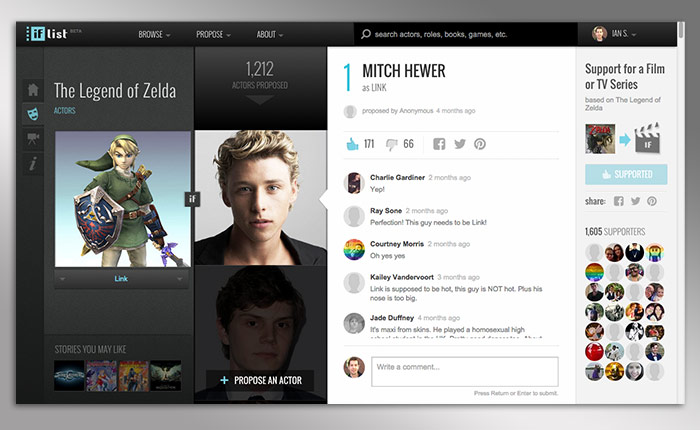 if list BETA
BROWSE PROPOSE ABOUT
search actors, roles, books, games, etc.
IAN S.
The Legend of Zelda
ACTORS
Link
STORIES YOU MAY LIKE
1,212
ACTORS PROPOSED
if
+ PROPOSE AN ACTOR
1 MITCH HEWER
as LINK
proposed by Anonymous 4 months ago
171 66
Charlie Gardiner 2 months ago
Yep!
Ray Sone 2 months ago
Perfection! This guy needs to be Link!
Courtney Morris 2 months ago
Oh yes yes
Kailey Vandervoort 3 months ago
Link is supposed to be hot, this guy is NOT hot. Plus his
nose is too big.
Jade Duffney 4 months ago
It's maxi from skins. He played a homosexual high
Write a comment...
Press Return or Enter to submit.
Support for a Film
or TV Series
based on The Legend of
Zelda
IF
SUPPORTED
share:
1,605 SUPPORTERS